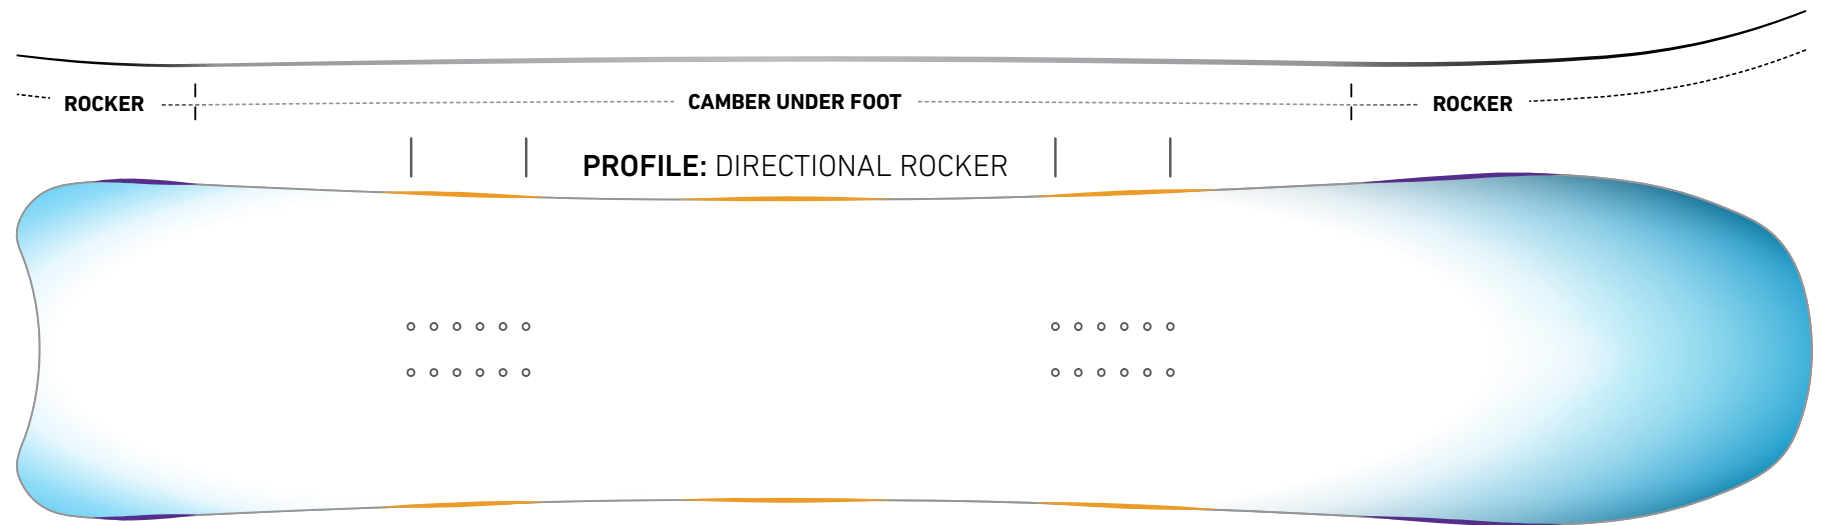 ROCKER CAMBER UNDER FOOT ROCKER
PROFILE: DIRECTIONAL ROCKER